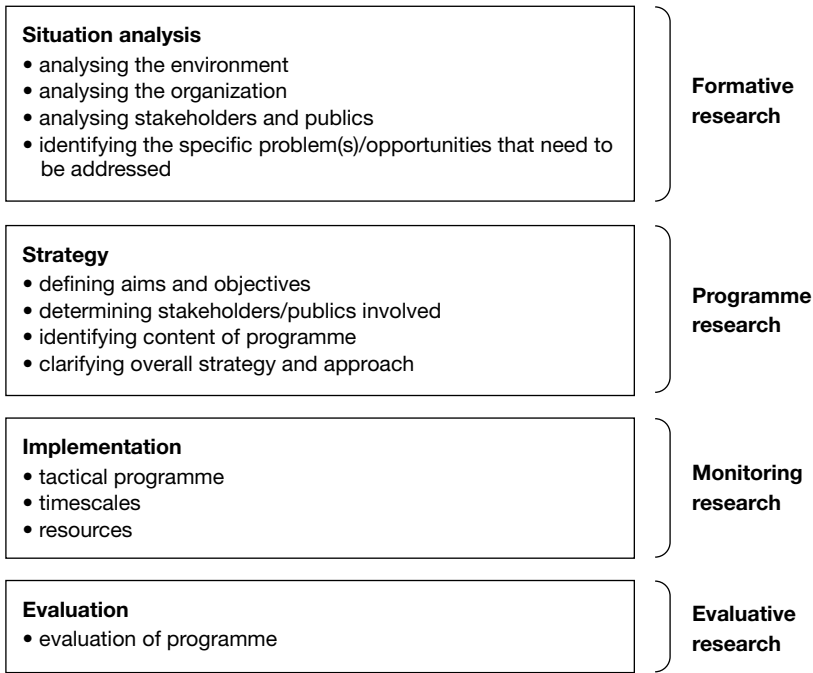 Situation analysis
• analysing the environment
• analysing the organization
• analysing stakeholders and publics
• identifying the specific problem(s)/opportunities that need to
be addressed
Formative
research
Strategy
• defining aims and objectives
• determining stakeholders/publics involved
• identifying content of programme
• clarifying overall strategy and approach
Programme
research
Implementation
• tactical programme
• timescales
• resources
Monitoring
research
Evaluation
• evaluation of programme
Evaluative
research